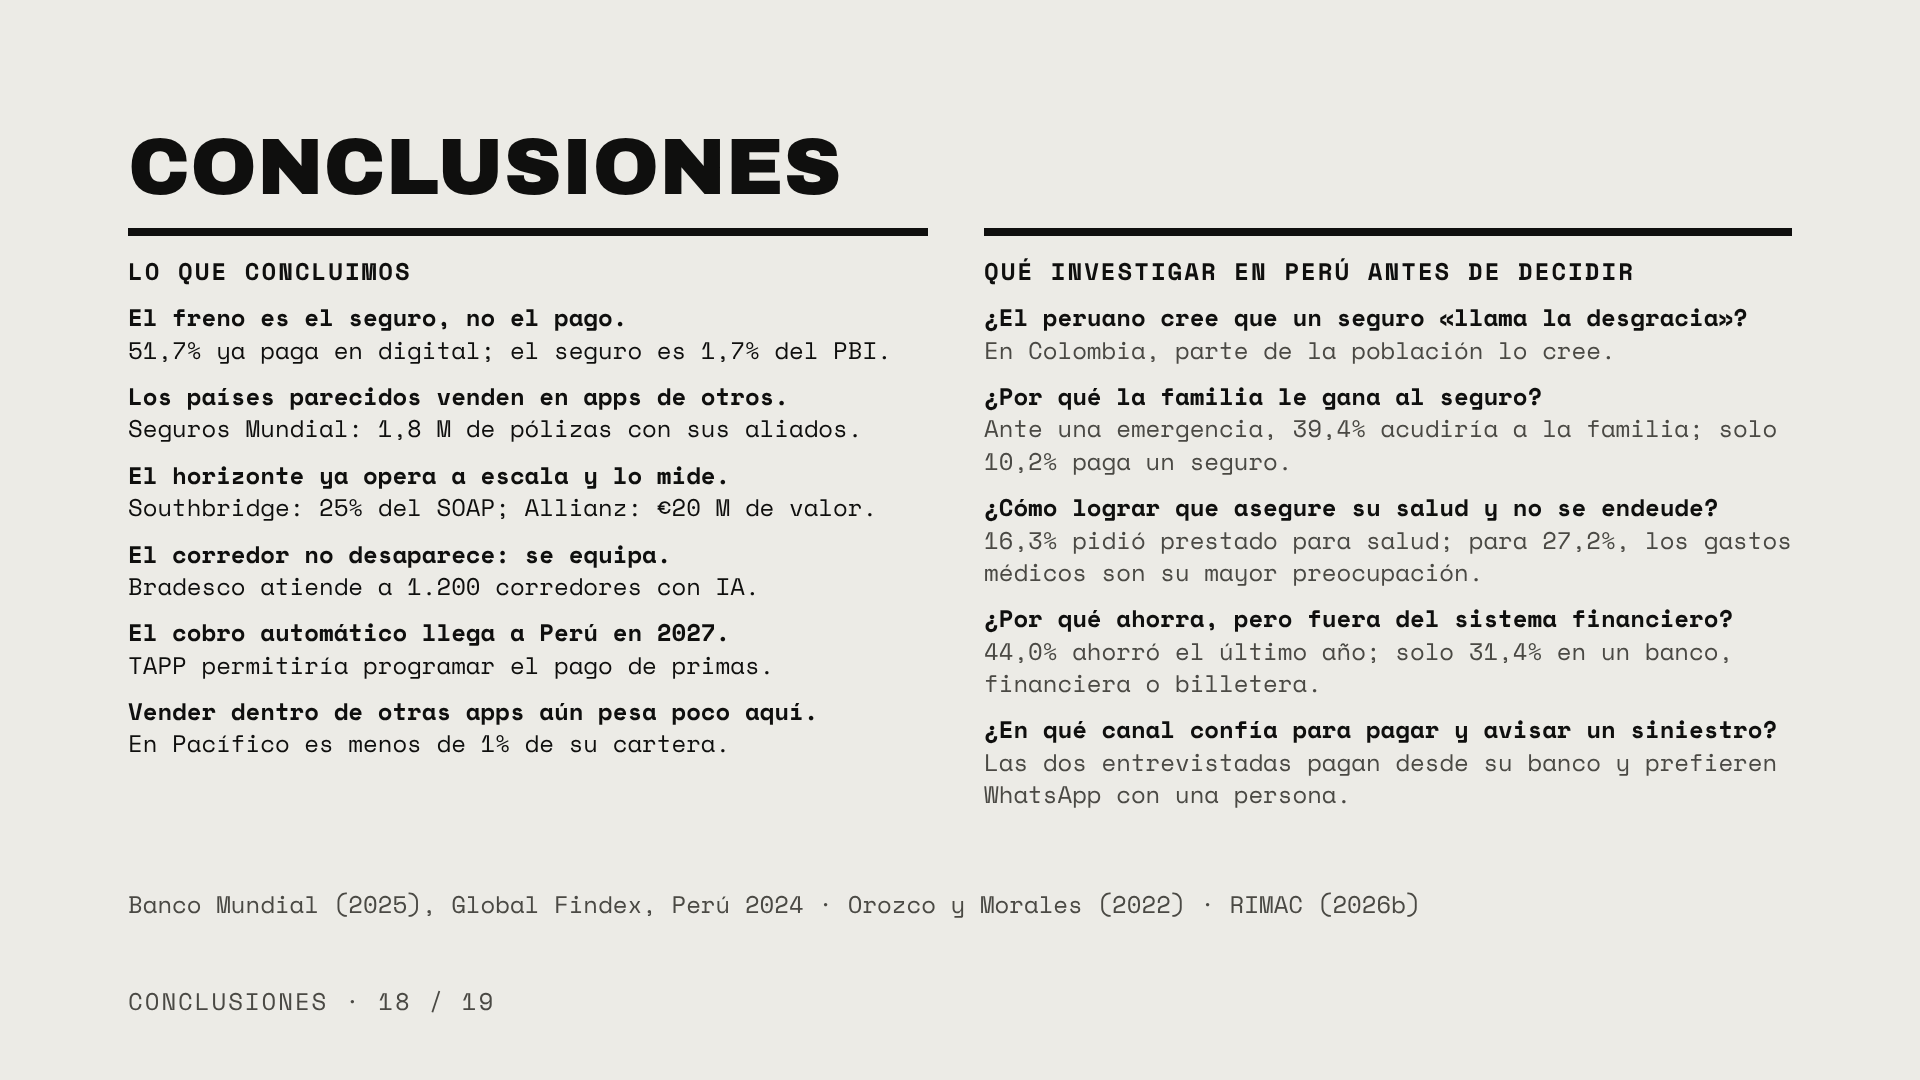 CONCLUSIONES
LO QUE CONCLUIMOS
El freno es el seguro, no el pago.
51,7% ya paga en digital; el seguro es 1,7% del PBI.
Los países parecidos venden en apps de otros.
Seguros Mundial: 1,8 M de pólizas con sus aliados.
El horizonte ya opera a escala y lo mide.
Southbridge: 25% del SOAP; Allianz: €20 M de valor.
El corredor no desaparece: se equipa.
Bradesco atiende a 1.200 corredores con IA.
El cobro automático llega a Perú en 2027.
TAPP permitiría programar el pago de primas.
Vender dentro de otras apps aún pesa poco aquí.
En Pacífico es menos de 1% de su cartera.
QUÉ INVESTIGAR EN PERÚ ANTES DE DECIDIR
¿El peruano cree que un seguro «llama la desgracia»?
En Colombia, parte de la población lo cree.
¿Por qué la familia le gana al seguro?
Ante una emergencia, 39,4% acudiría a la familia; solo
10,2% paga un seguro.
¿Cómo lograr que asegure su salud y no se endeude?
16,3% pidió prestado para salud; para 27,2%, los gastos
médicos son su mayor preocupación.
¿Por qué ahorra, pero fuera del sistema financiero?
44,0% ahorró el último año; solo 31,4% en un banco,
financiera o billetera.
¿En qué canal confía para pagar y avisar un siniestro?
Las dos entrevistadas pagan desde su banco y prefieren
WhatsApp con una persona.
Banco Mundial (2025), Global Findex, Perú 2024 · Orozco y Morales (2022) · RIMAC (2026b)
CONCLUSIONES · 18 / 19